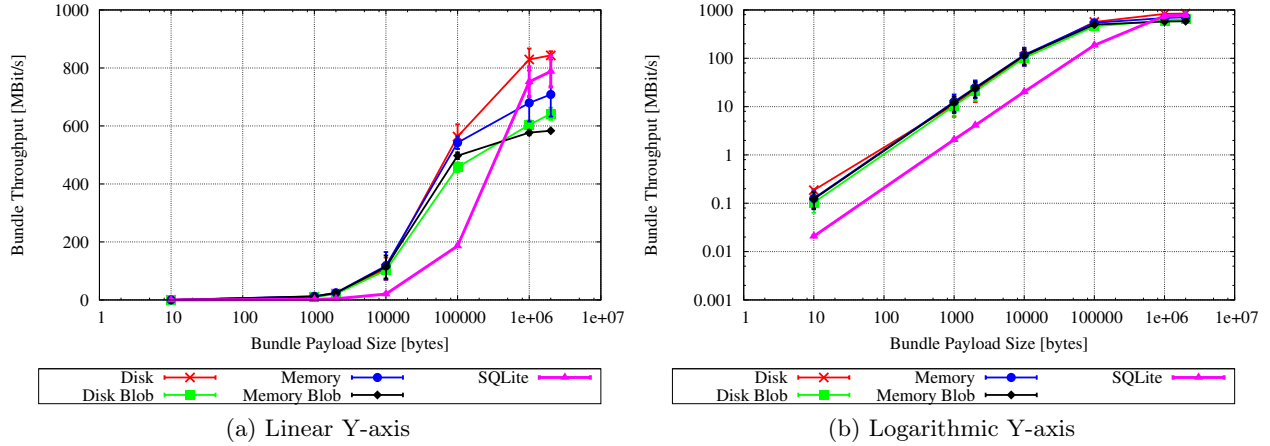 1000
800
600
400
200
0
Bundle Throughput [MBit/s]
1 10 100 1000 10000 100000 1e+06 1e+07
Bundle Payload Size [bytes]
Disk Memory SQLite
Disk Blob Memory Blob
(a) Linear Y-axis
1000
100
10
1
0.1
0.01
0.001
Bundle Throughput [MBit/s]
1 10 100 1000 10000 100000 1e+06 1e+07
Bundle Payload Size [bytes]
Disk Memory SQLite
Disk Blob Memory Blob
(b) Logarithmic Y-axis